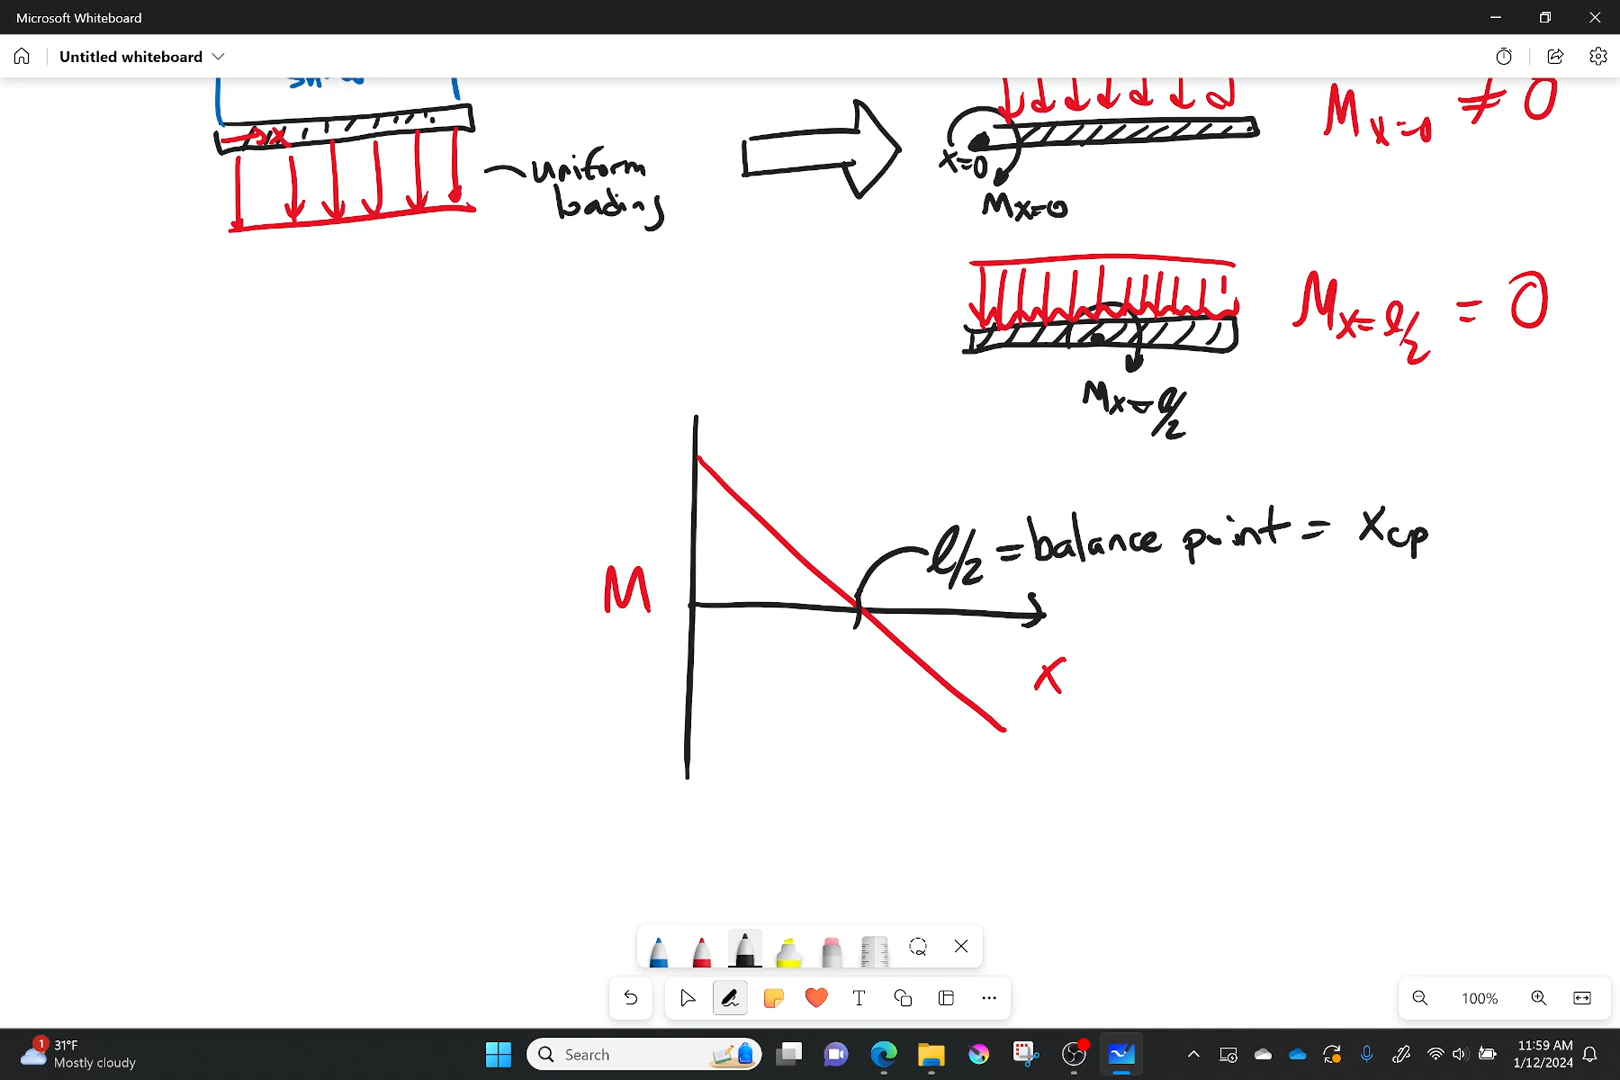 Microsoft Whiteboard
Untitled whiteboard
x
uniform
loading
x=0
Mx=0
Mx=0 ≠ 0
Mx=l/2 = 0
Mx=l/2
l/2 = balance point = xcp
M
x
100%
1
31°F
Mostly cloudy
Search
11:59 AM
1/12/2024